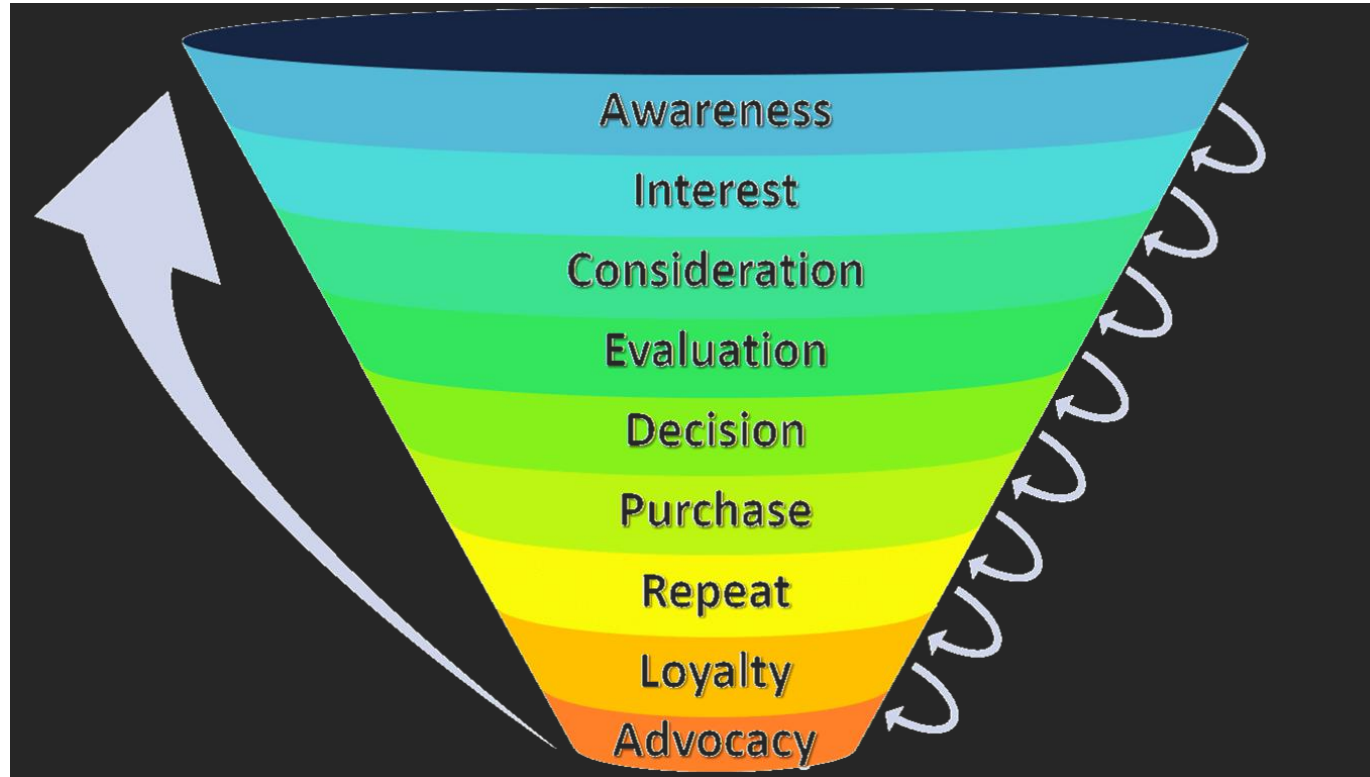 Awareness
Interest
Consideration
Evaluation
Decision
Purchase
Repeat
Loyalty
Advocacy